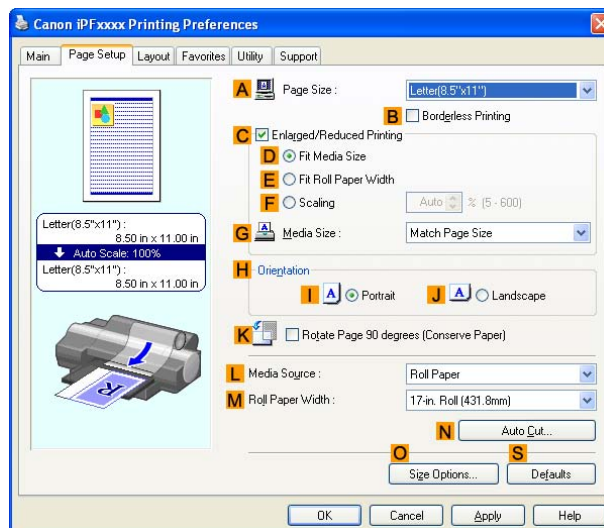 Canon iPFxxxx Printing Preferences
Main Page Setup Layout Favorites Utility Support
A Page Size : Letter(8.5"x11")
B Borderless Printing
C Enlarged/Reduced Printing
D Fit Media Size
E Fit Roll Paper Width
F Scaling Auto % (5 - 600)
Letter(8.5"x11") :
8.50 in x 11.00 in
Auto Scale: 100%
Letter(8.5"x11") :
8.50 in x 11.00 in
G Media Size : Match Page Size
H Orientation
I A Portrait J A Landscape
K Rotate Page 90 degrees (Conserve Paper)
R
L Media Source : Roll Paper
M Roll Paper Width : 17-in. Roll (431.8mm)
N Auto Cut...
O S
Size Options... Defaults
OK Cancel Apply Help